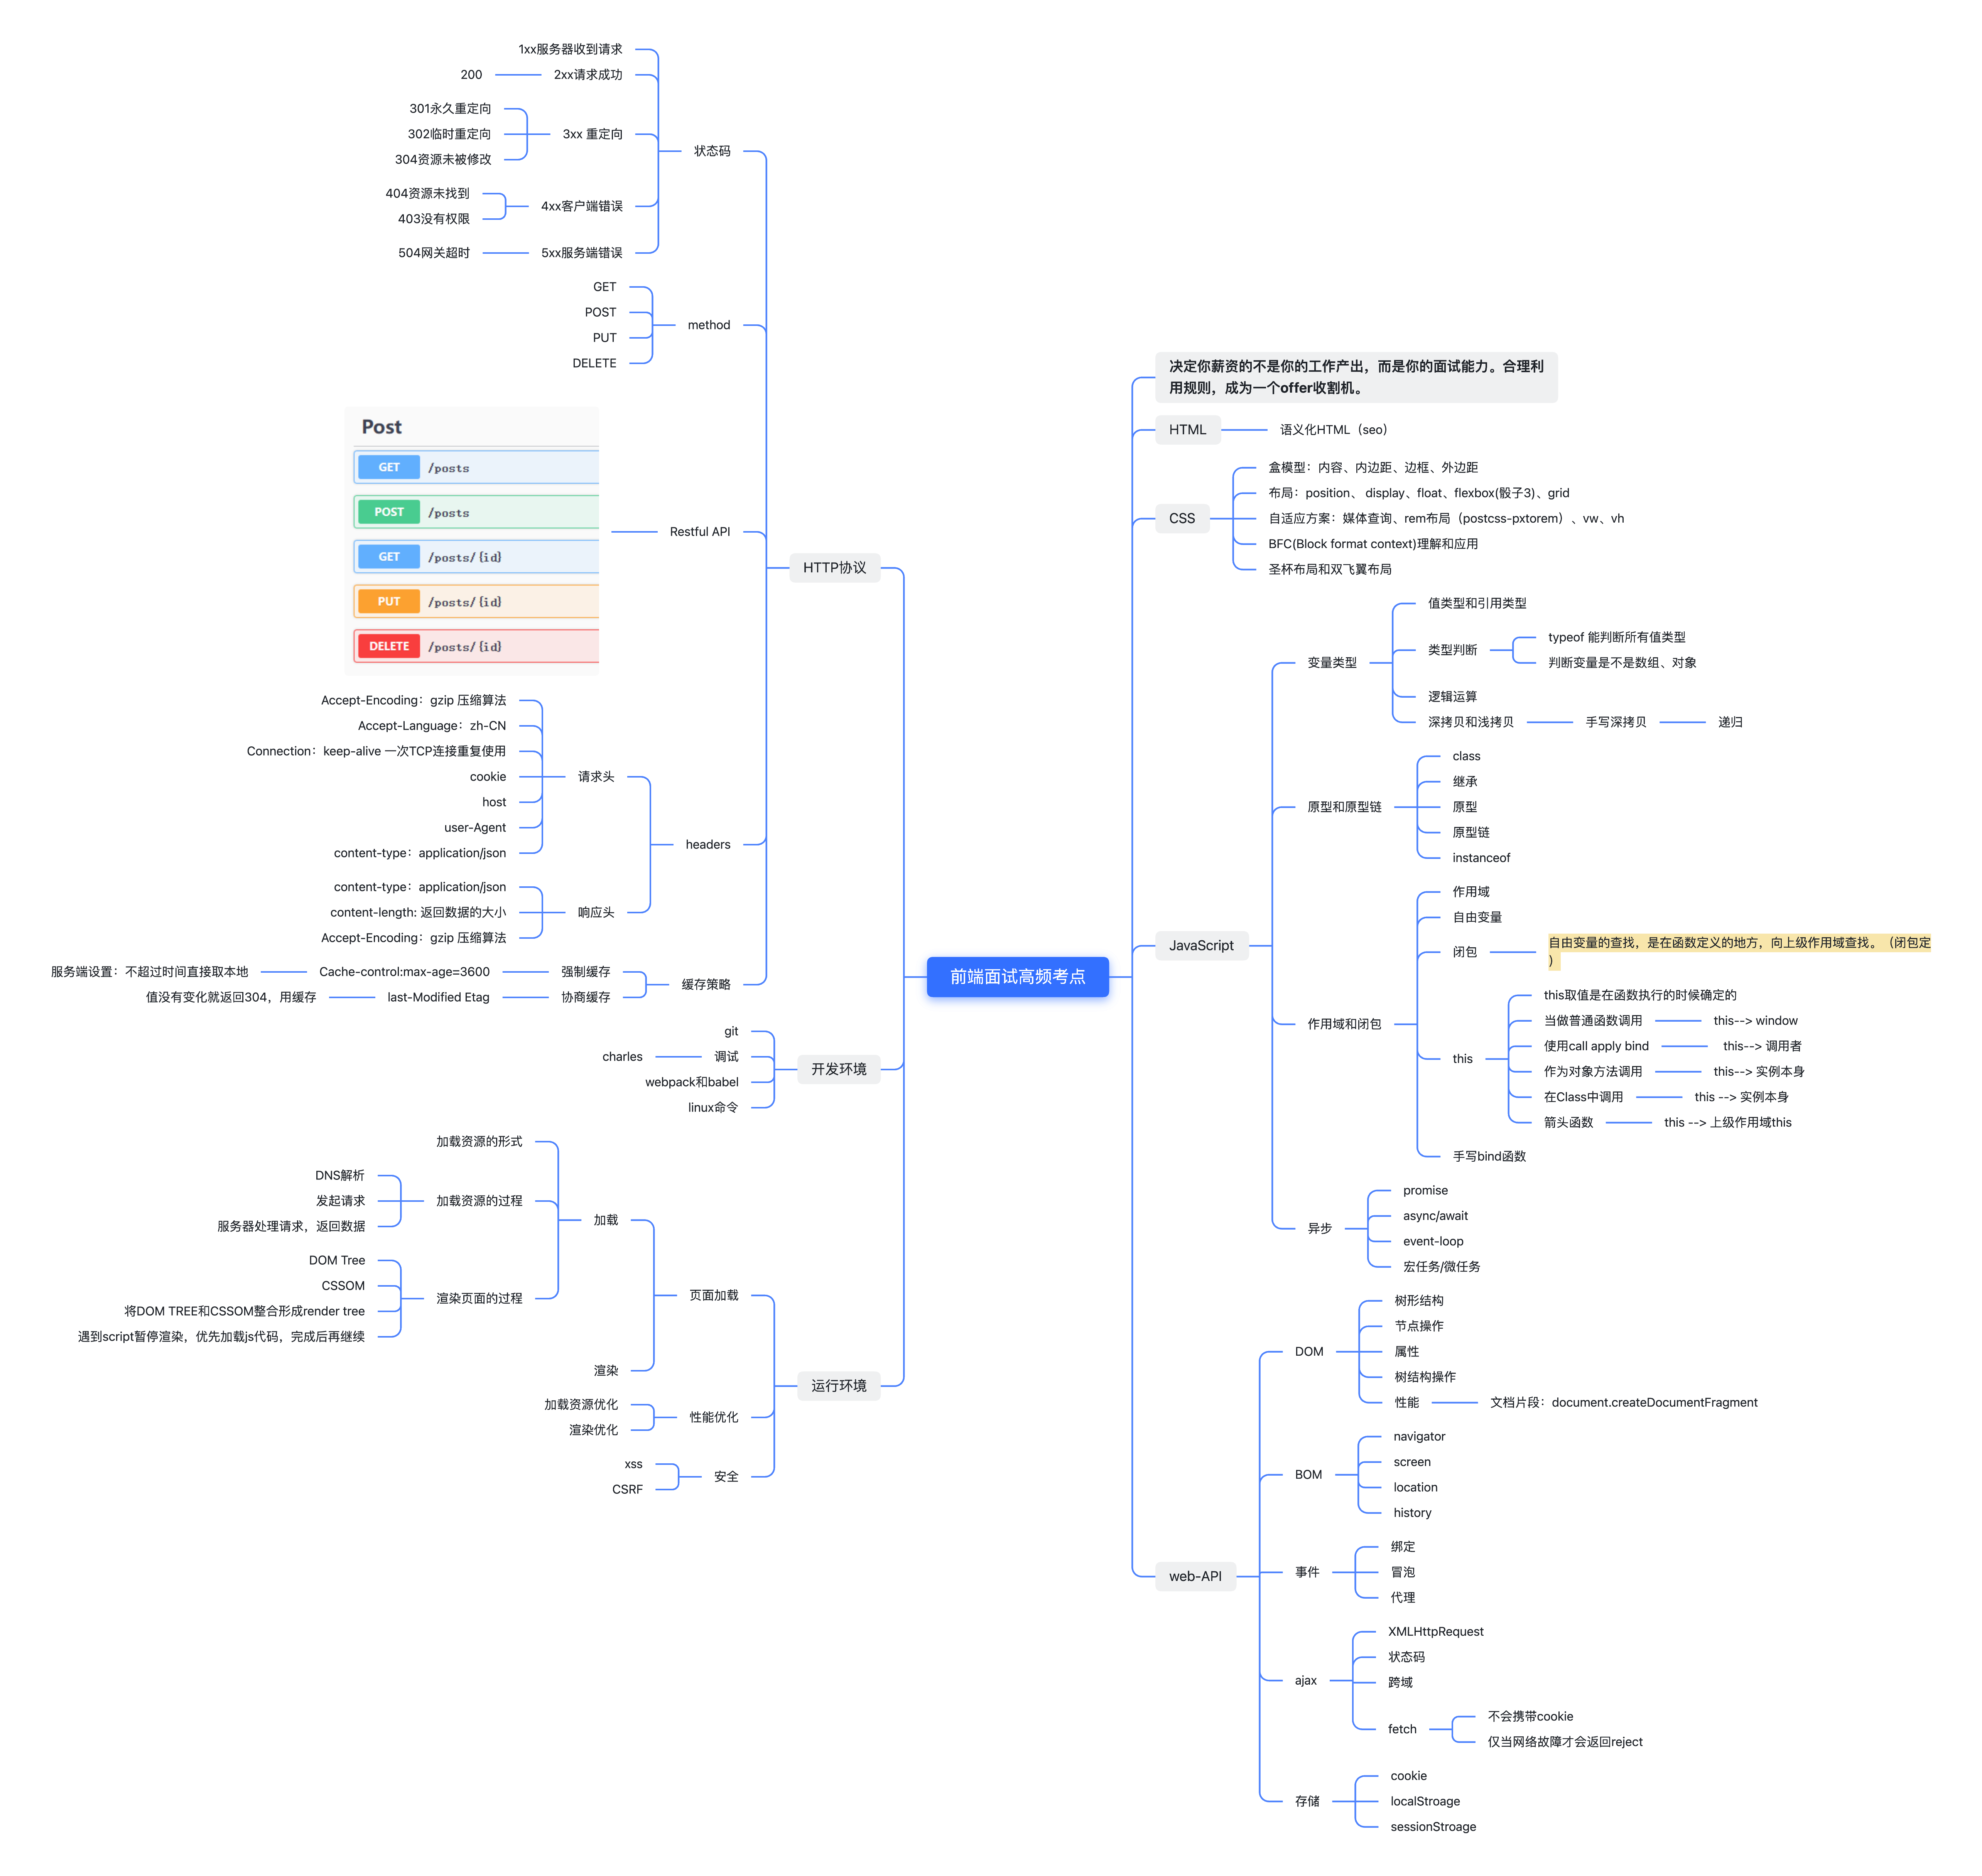 前端面试高频考点
决定你薪资的不是你的工作产出，而是你的面试能力。合理利
用规则，成为一个offer收割机。
HTML
语义化HTML（seo）
CSS
盒模型：内容、内边距、边框、外边距
布局：position、 display、float、flexbox(骰子3)、grid
自适应方案：媒体查询、rem布局（postcss-pxtorem）、vw、vh
BFC(Block format context)理解和应用
圣杯布局和双飞翼布局
JavaScript
变量类型
值类型和引用类型
类型判断
typeof 能判断所有值类型
判断变量是不是数组、对象
逻辑运算
深拷贝和浅拷贝
手写深拷贝
递归
原型和原型链
class
继承
原型
原型链
instanceof
作用域和闭包
作用域
自由变量
闭包
自由变量的查找，是在函数定义的地方，向上级作用域查找。（闭包定
）
this
this取值是在函数执行的时候确定的
当做普通函数调用
this--> window
使用call apply bind
this--> 调用者
作为对象方法调用
this--> 实例本身
在Class中调用
this --> 实例本身
箭头函数
this --> 上级作用域this
手写bind函数
异步
promise
async/await
event-loop
宏任务/微任务
web-API
DOM
树形结构
节点操作
属性
树结构操作
性能
文档片段：document.createDocumentFragment
BOM
navigator
screen
location
history
事件
绑定
冒泡
代理
ajax
XMLHttpRequest
状态码
跨域
fetch
不会携带cookie
仅当网络故障才会返回reject
存储
cookie
localStroage
sessionStroage
HTTP协议
状态码
1xx服务器收到请求
2xx请求成功
200
3xx 重定向
301永久重定向
302临时重定向
304资源未被修改
4xx客户端错误
404资源未找到
403没有权限
5xx服务端错误
504网关超时
method
GET
POST
PUT
DELETE
Restful API
Post
GET /posts
POST /posts
GET /posts/{id}
PUT /posts/{id}
DELETE /posts/{id}
headers
请求头
Accept-Encoding：gzip 压缩算法
Accept-Language：zh-CN
Connection：keep-alive 一次TCP连接重复使用
cookie
host
user-Agent
content-type：application/json
响应头
content-type：application/json
content-length: 返回数据的大小
Accept-Encoding：gzip 压缩算法
缓存策略
强制缓存
Cache-control:max-age=3600
服务端设置：不超过时间直接取本地
协商缓存
last-Modified Etag
值没有变化就返回304，用缓存
开发环境
git
调试
charles
webpack和babel
linux命令
运行环境
页面加载
加载
加载资源的形式
加载资源的过程
DNS解析
发起请求
服务器处理请求，返回数据
渲染页面的过程
DOM Tree
CSSOM
将DOM TREE和CSSOM整合形成render tree
遇到script暂停渲染，优先加载js代码，完成后再继续
渲染
性能优化
加载资源优化
渲染优化
安全
xss
CSRF